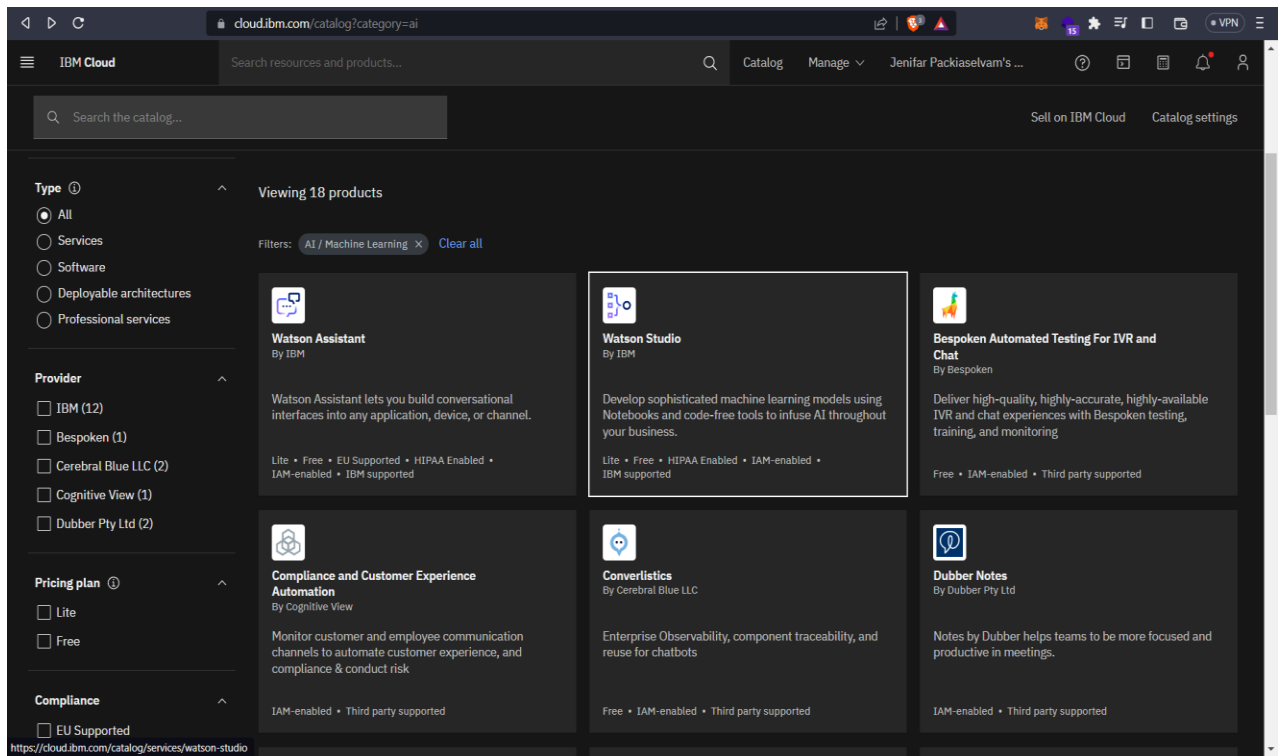 cloud.ibm.com/catalog?category=ai
15
VPN
IBM Cloud
Search resources and products...
Catalog
Manage
Jenifar Packiaselvam's ...
Search the catalog...
Sell on IBM Cloud
Catalog settings
Type
All
Services
Software
Deployable architectures
Professional services
Provider
IBM (12)
Bespoken (1)
Cerebral Blue LLC (2)
Cognitive View (1)
Dubber Pty Ltd (2)
Pricing plan
Lite
Free
Compliance
EU Supported
https://cloud.ibm.com/catalog/services/watson-studio
Viewing 18 products
Filters: AI / Machine Learning × Clear all
Watson Assistant
By IBM
Watson Assistant lets you build conversational
interfaces into any application, device, or channel.
Lite • Free • EU Supported • HIPAA Enabled •
IAM-enabled • IBM supported
Watson Studio
By IBM
Develop sophisticated machine learning models using
Notebooks and code-free tools to infuse AI throughout
your business.
Lite • Free • HIPAA Enabled • IAM-enabled •
IBM supported
Bespoken Automated Testing For IVR and
Chat
By Bespoken
Deliver high-quality, highly-accurate, highly-available
IVR and chat experiences with Bespoken testing,
training, and monitoring
Free • IAM-enabled • Third party supported
Compliance and Customer Experience
Automation
By Cognitive View
Monitor customer and employee communication
channels to automate customer experience, and
compliance & conduct risk
IAM-enabled • Third party supported
Converlistics
By Cerebral Blue LLC
Enterprise Observability, component traceability, and
reuse for chatbots
Free • IAM-enabled • Third party supported
Dubber Notes
By Dubber Pty Ltd
Notes by Dubber helps teams to be more focused and
productive in meetings.
IAM-enabled • Third party supported